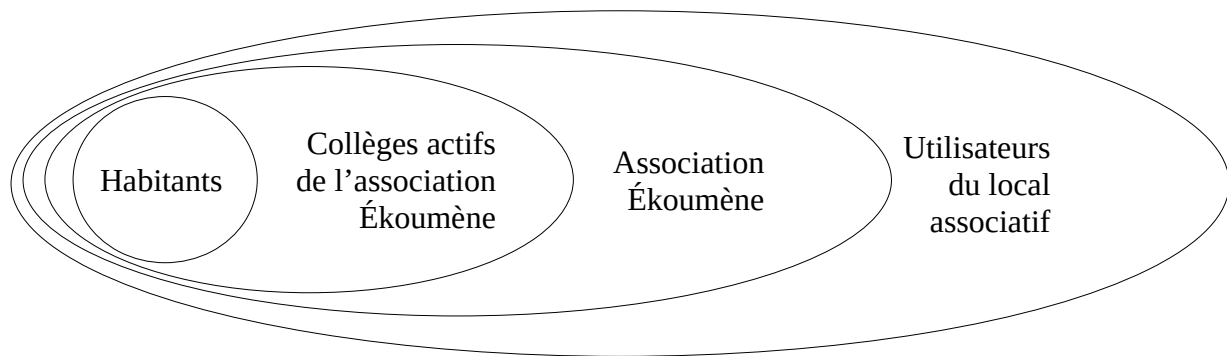 Habitants
Collèges actifs
de l’association
Ékoumène
Association
Ékoumène
Utilisateurs
du local
associatif